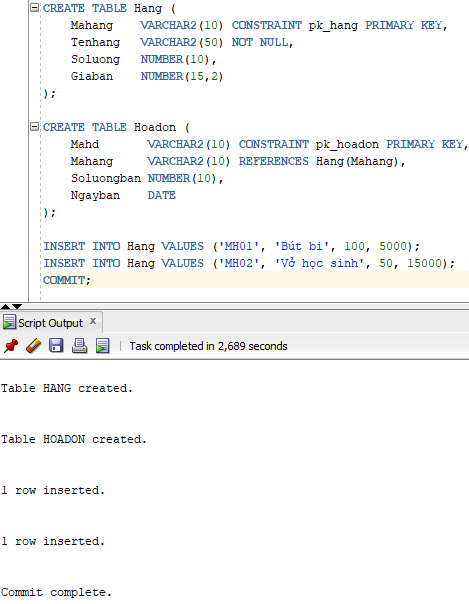 CREATE TABLE Hang (
    Mahang    VARCHAR2(10) CONSTRAINT pk_hang PRIMARY KEY,
    Tenhang   VARCHAR2(50) NOT NULL,
    Soluong   NUMBER(10),
    Giaban    NUMBER(15,2)
);
CREATE TABLE Hoadon (
    Mahd       VARCHAR2(10) CONSTRAINT pk_hoadon PRIMARY KEY,
    Mahang     VARCHAR2(10) REFERENCES Hang(Mahang),
    Soluongban NUMBER(10),
    Ngayban    DATE
);
INSERT INTO Hang VALUES ('MH01', 'Bút bi', 100, 5000);
INSERT INTO Hang VALUES ('MH02', 'Vở học sinh', 50, 15000);
COMMIT;
Script Output x
Task completed in 2,689 seconds
Table HANG created.
Table HOADON created.
1 row inserted.
1 row inserted.
Commit complete.